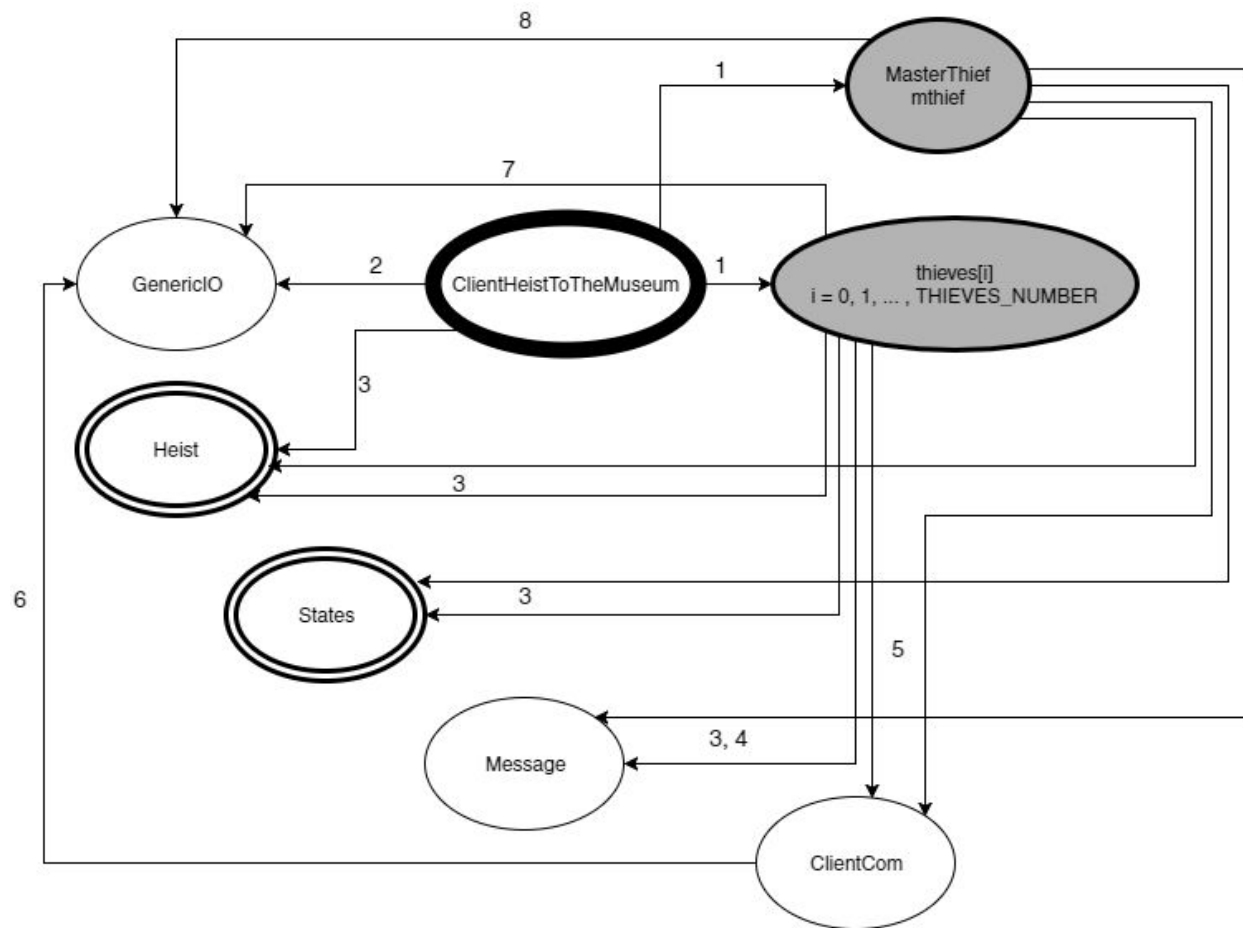 8
MasterThief
mthief
1
7
GenericIO
2
ClientHeistToTheMuseum
1
thieves[i]
i = 0, 1, ... , THIEVES_NUMBER
3
Heist
3
6
States
3
5
Message
3, 4
ClientCom